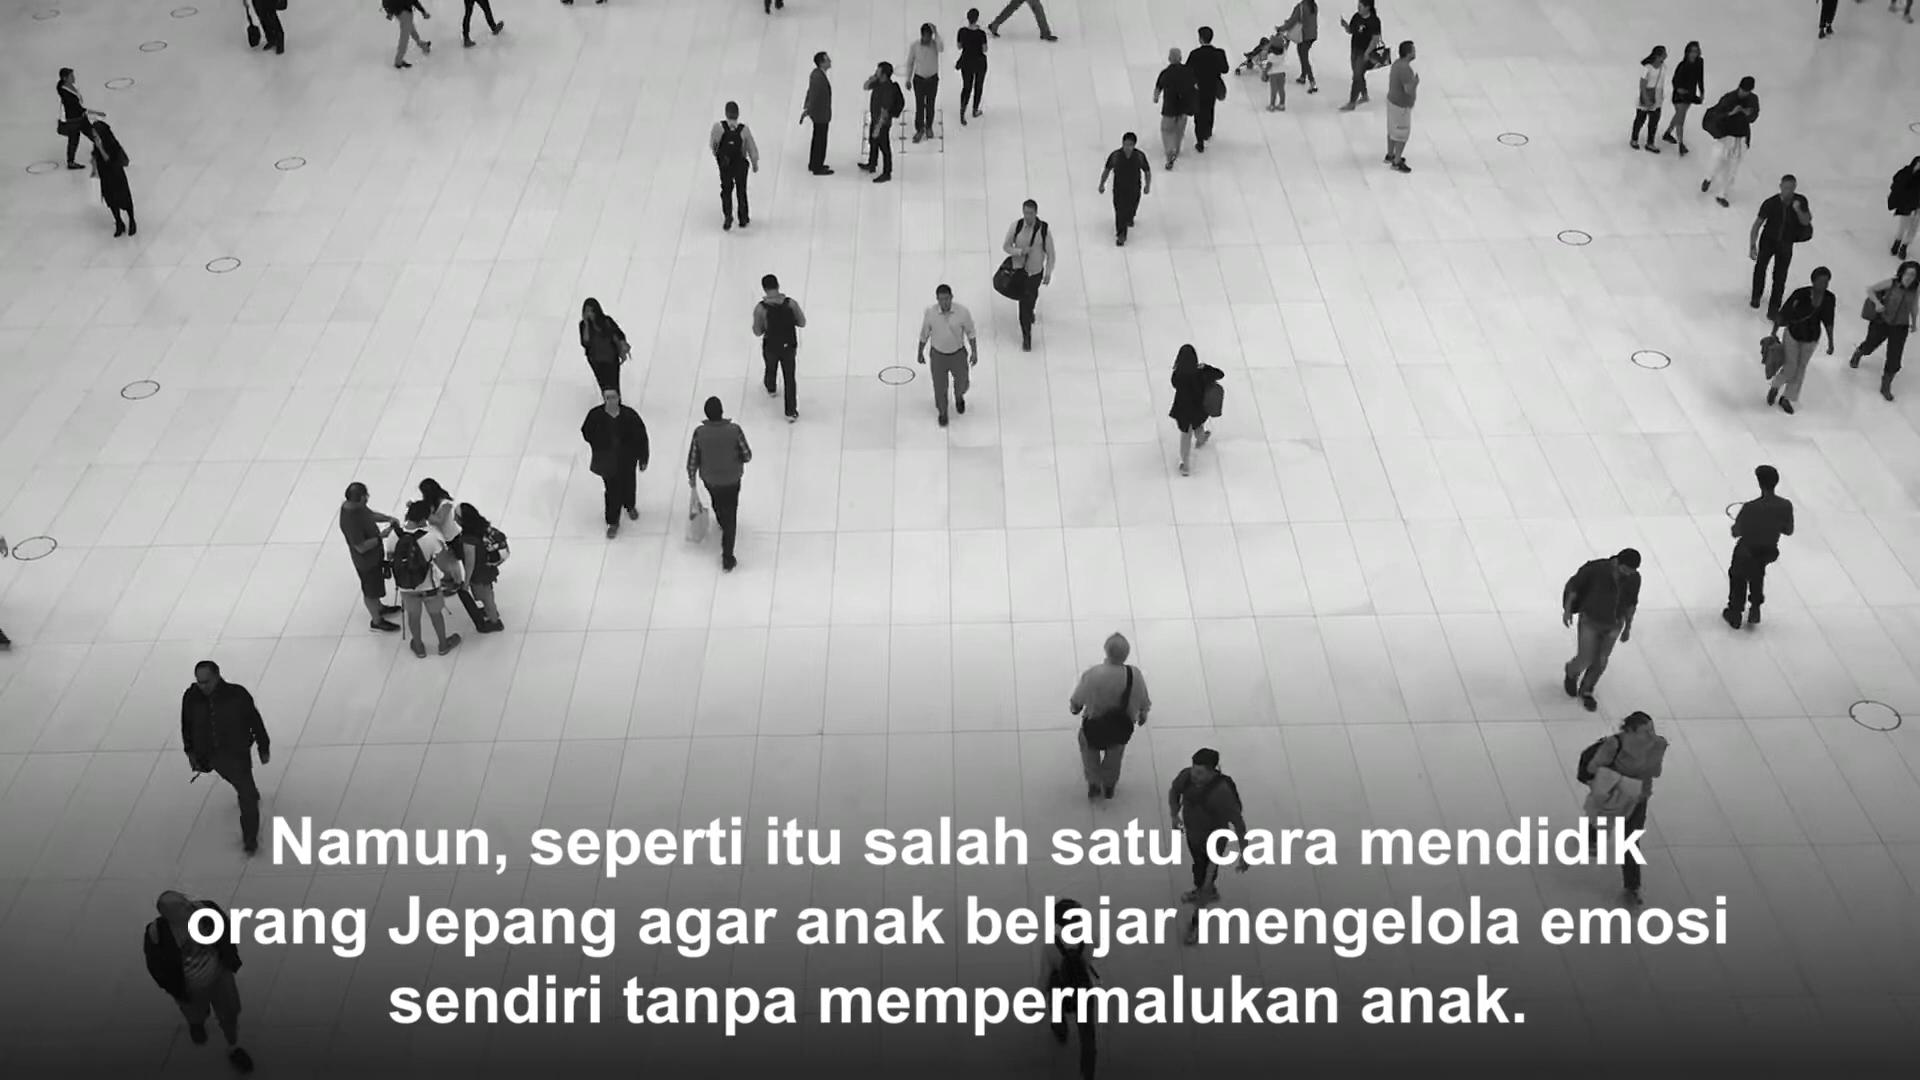 Namun, seperti itu salah satu cara mendidik
orang Jepang agar anak belajar mengelola emosi
sendiri tanpa mempermalukan anak.